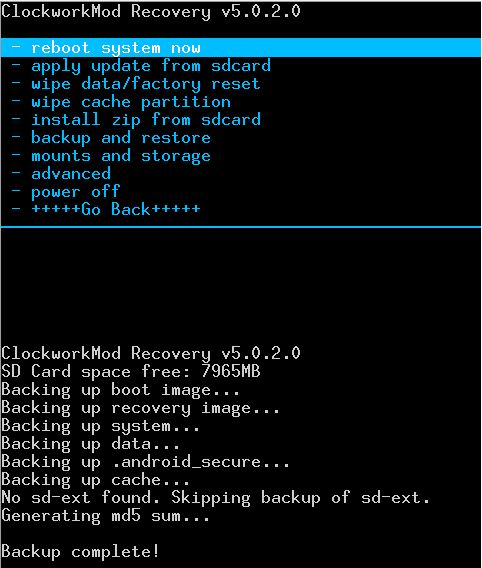 ClockworkMod Recovery v5.0.2.0
- reboot system now
- apply update from sdcard
- wipe data/factory reset
- wipe cache partition
- install zip from sdcard
- backup and restore
- mounts and storage
- advanced
- power off
- +++++Go Back+++++
ClockworkMod Recovery v5.0.2.0
SD Card space free: 7965MB
Backing up boot image...
Backing up recovery image...
Backing up system...
Backing up data...
Backing up .android_secure...
Backing up cache...
No sd-ext found. Skipping backup of sd-ext.
Generating md5 sum...
Backup complete!